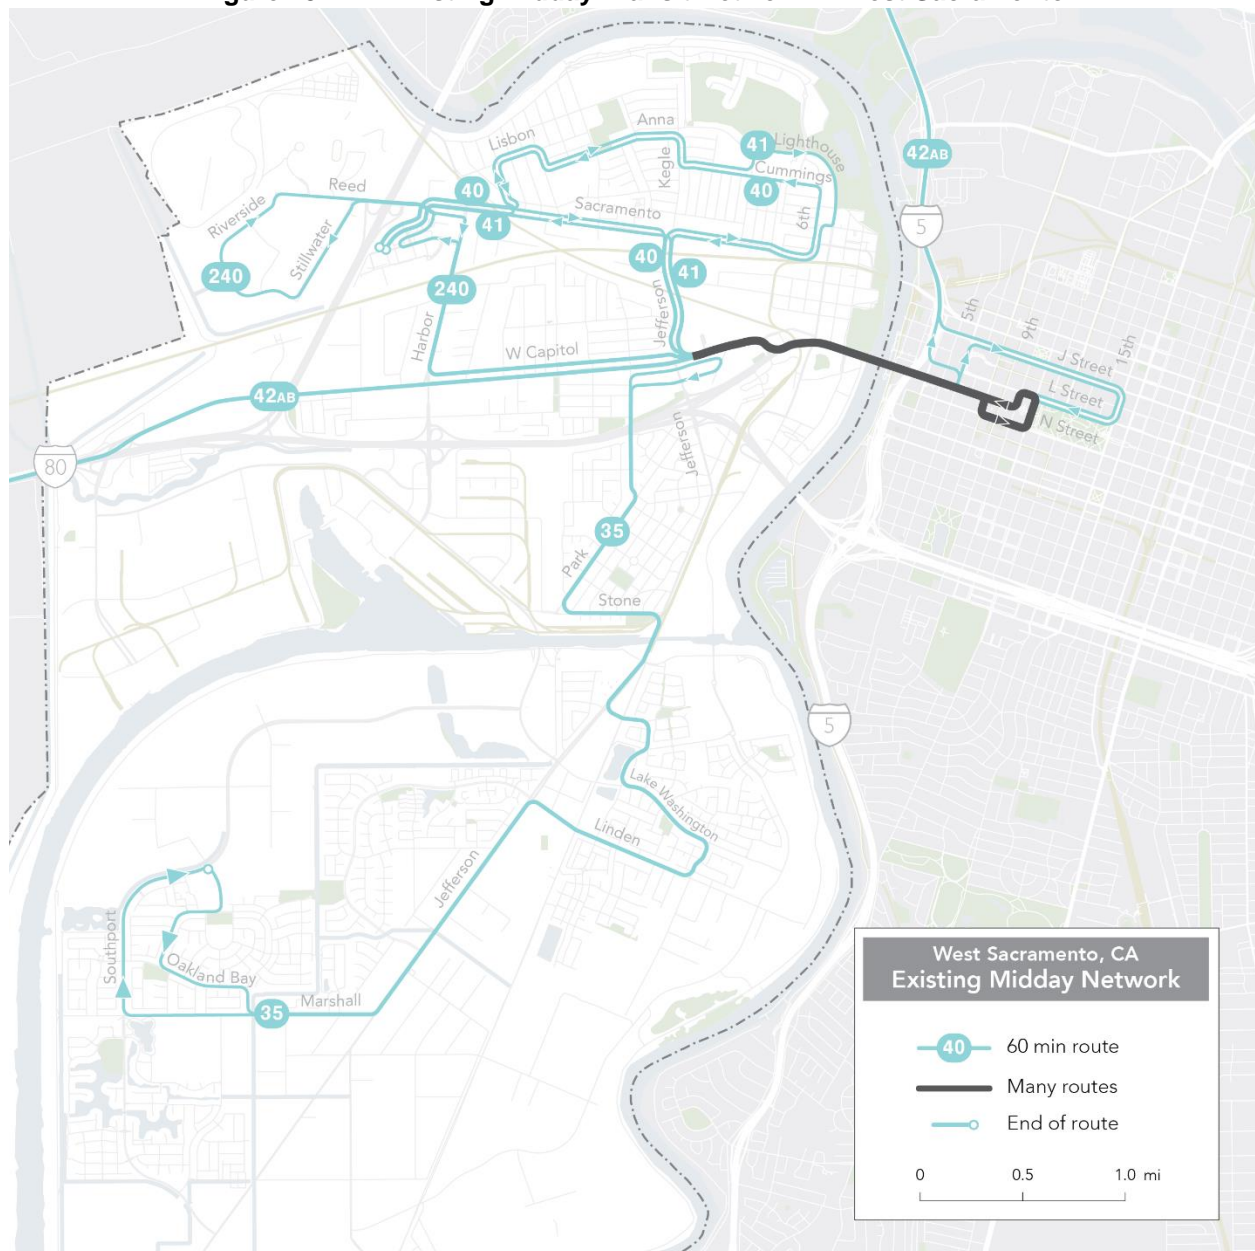 Lisbon
Anna
41
Lighthouse
Kegle
Cummings
40
42AB
Reed
40
Sacramento
41
6th
5
Riverside
Stillwater
240
40
41
240
5th
9th
15th
Harbor
Jefferson
W Capitol
J Street
L Street
N Street
42AB
80
Jefferson
35
Park
Stone
5
Lake Washington
Linden
Jefferson
Southport
Oakland Bay
35
Marshall
West Sacramento, CA
Existing Midday Network
40
60 min route
Many routes
End of route
0 0.5 1.0 mi